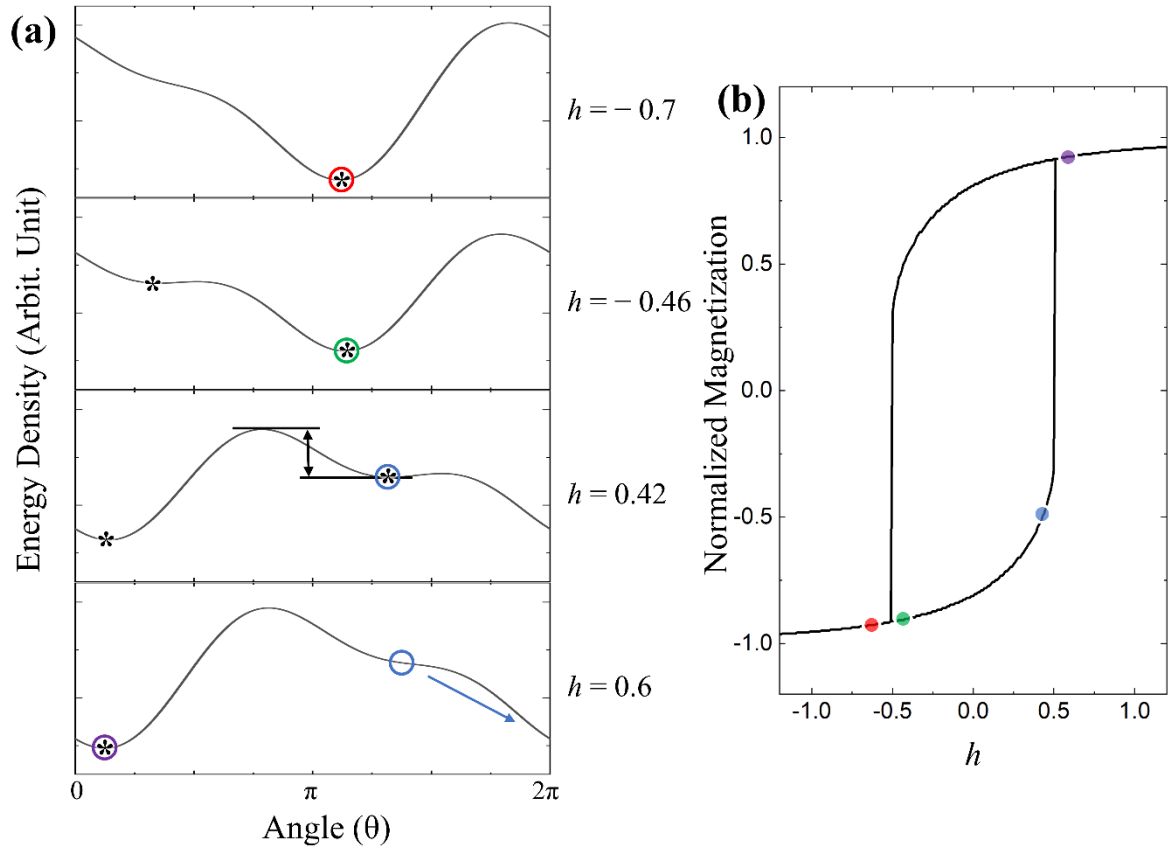 (a)
Energy Density (Arbit. Unit)
h = − 0.7
h = − 0.46
h = 0.42
h = 0.6
0
π
2π
Angle (θ)
(b)
Normalized Magnetization
1.0
0.5
0.0
-0.5
-1.0
-1.0 -0.5 0.0 0.5 1.0
h